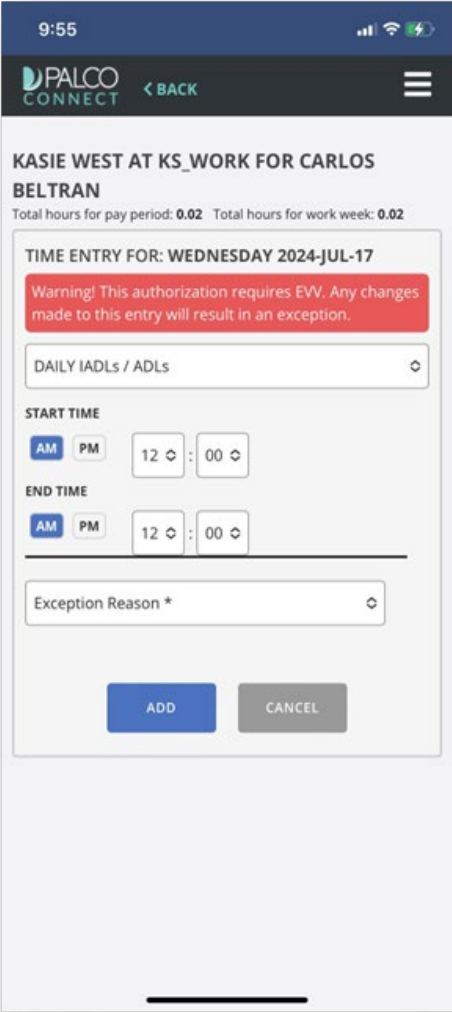 9:55
PALCO
CONNECT
BACK
KASIE WEST AT KS_WORK FOR CARLOS
BELTRAN
Total hours for pay period: 0.02 Total hours for work week: 0.02
TIME ENTRY FOR: WEDNESDAY 2024-JUL-17
Warning! This authorization requires EVV. Any changes
made to this entry will result in an exception.
DAILY IADLs / ADLs
START TIME
AM PM 12 : 00
END TIME
AM PM 12 : 00
Exception Reason *
ADD CANCEL